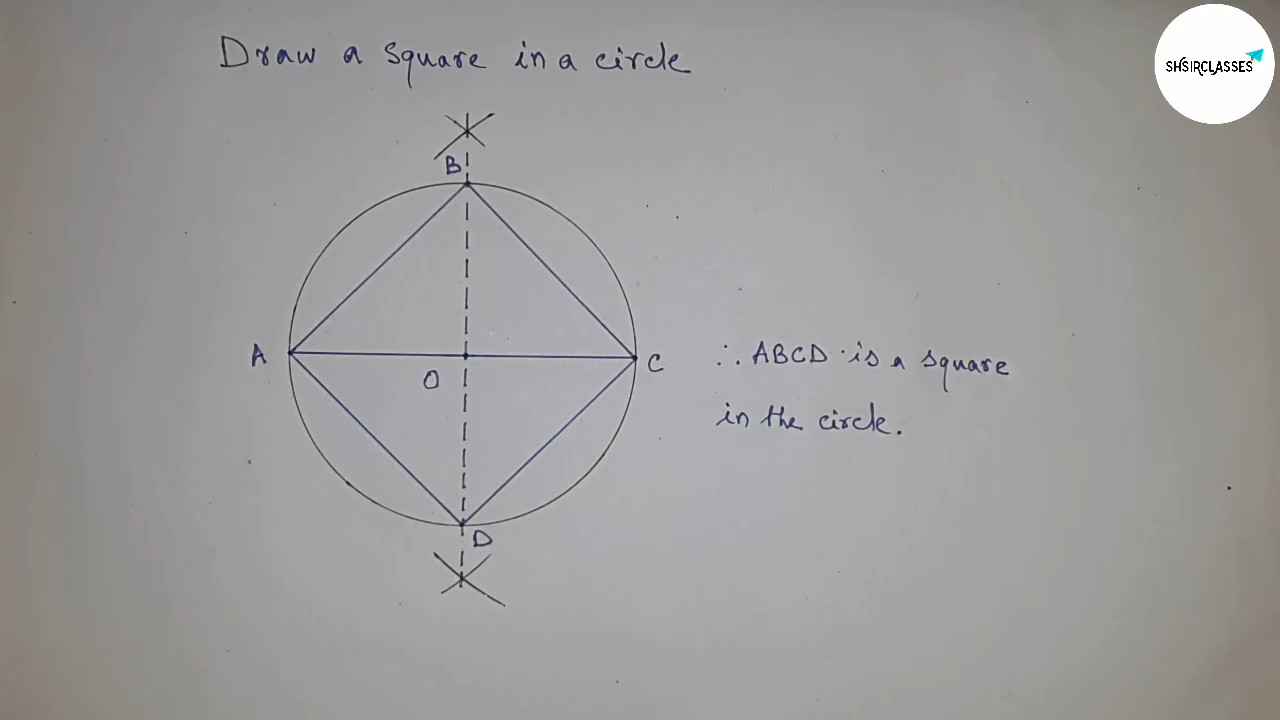 Draw a square in a circle
SHSIRCLASSES
B
A
O
C
∴ ABCD is a square
in the circle.
D